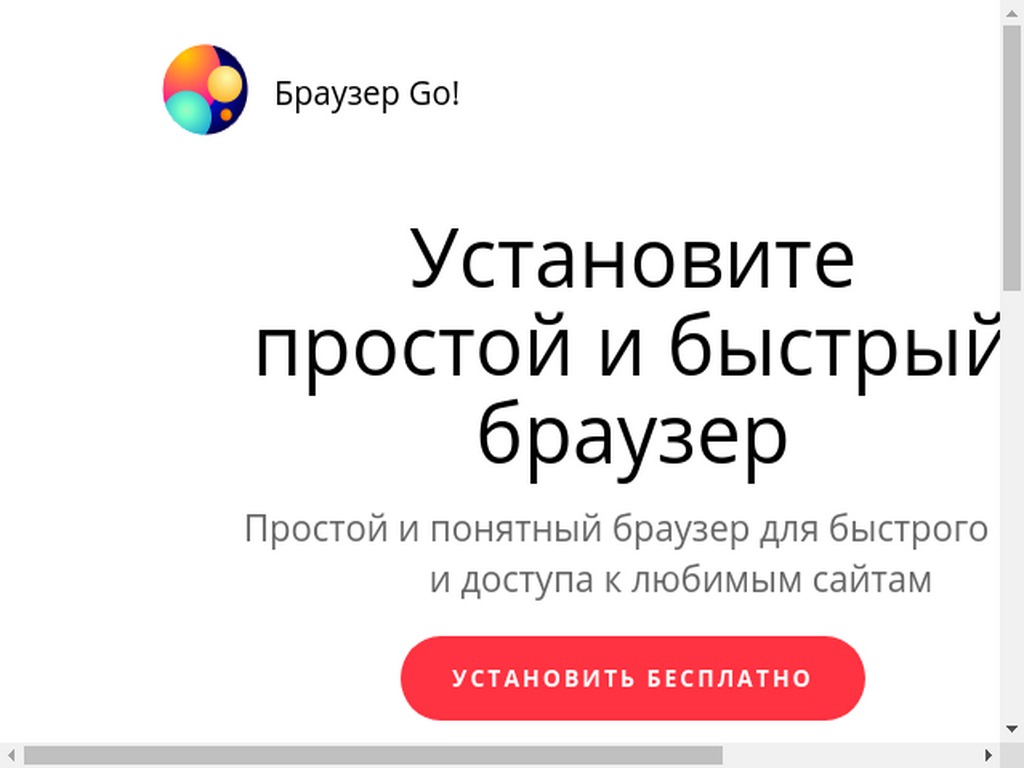 Браузер Go!
Установите
простой и быстрый
браузер
Простой и понятный браузер для быстрого
и доступа к любимым сайтам
УСТАНОВИТЬ БЕСПЛАТНО